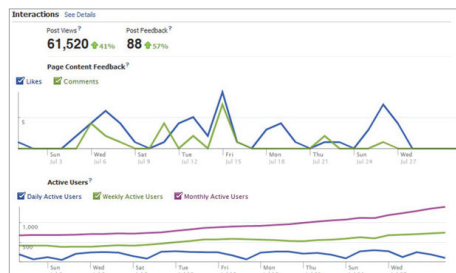 Interactions See Details
Post Views? Post Feedback?
61,520 41% 88 57%
Page Content Feedback?
Likes Comments
5
Sun Wed Sat Tue Fri Mon Thu Sun Wed
Jul 3 Jul 6 Jul 9 Jul 12 Jul 15 Jul 18 Jul 21 Jul 24 Jul 27
Active Users?
Daily Active Users Weekly Active Users Monthly Active Users
1,000
500
Sun Wed Sat Tue Fri Mon Thu Sun Wed